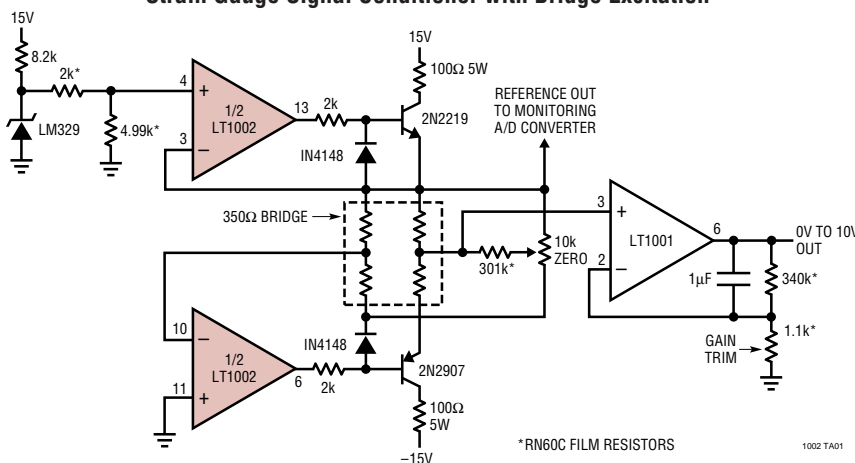 Strain Gauge Signal Conditioner with Bridge Excitation
15V
8.2k
2k*
LM329
4.99k*
4
+
3
−
1/2
LT1002
13
2k
IN4148
15V
100Ω 5W
2N2219
REFERENCE OUT
TO MONITORING
A/D CONVERTER
350Ω BRIDGE
301k*
10k
ZERO
3
+
2
−
LT1001
6
0V TO 10V
OUT
1µF
340k*
1.1k*
GAIN
TRIM
10
−
11
+
1/2
LT1002
6
2k
IN4148
2N2907
100Ω
5W
–15V
*RN60C FILM RESISTORS
1002 TA01